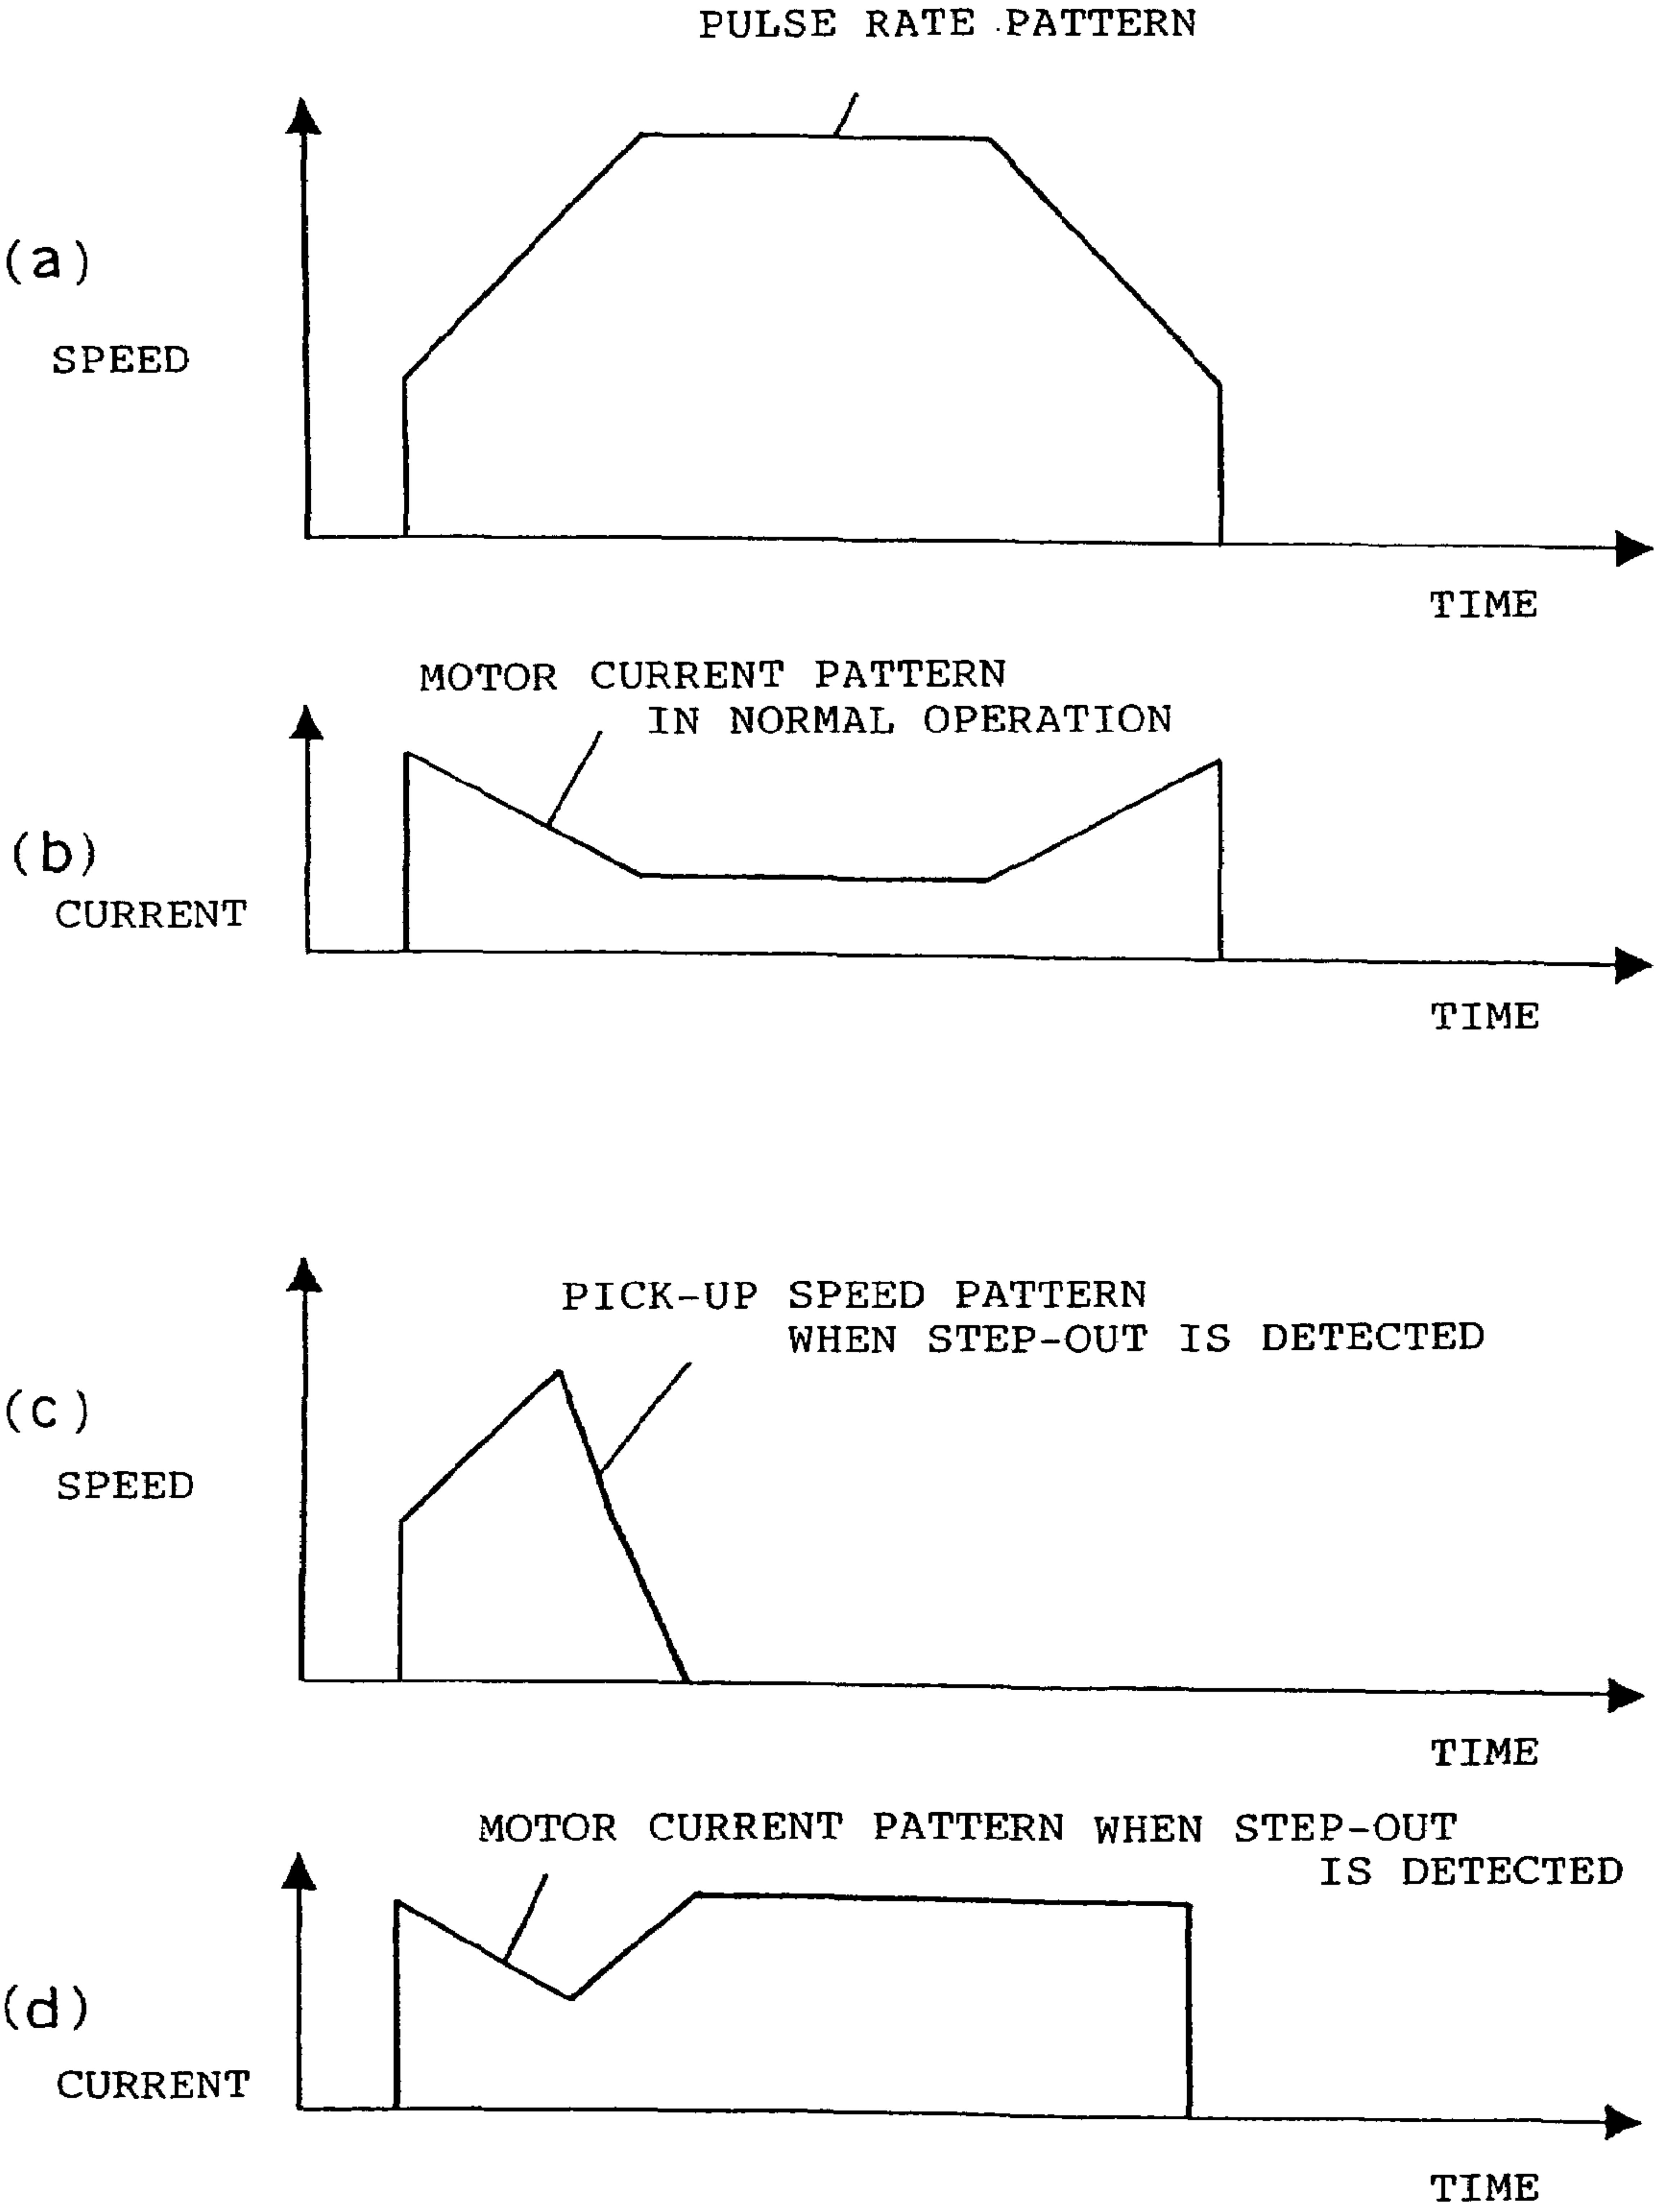 PULSE RATE PATTERN
(a)
SPEED
TIME
MOTOR CURRENT PATTERN
IN NORMAL OPERATION
(b)
CURRENT
TIME
PICK-UP SPEED PATTERN
WHEN STEP-OUT IS DETECTED
(c)
SPEED
TIME
MOTOR CURRENT PATTERN WHEN STEP-OUT
IS DETECTED
(d)
CURRENT
TIME